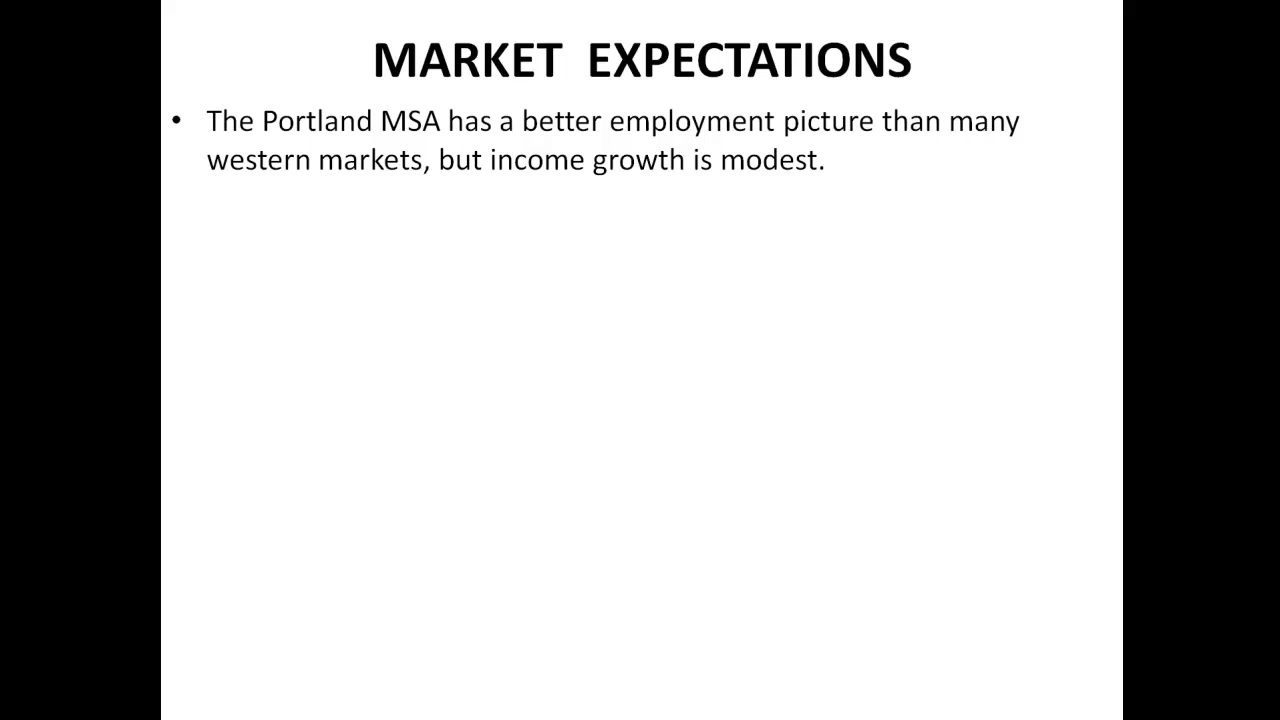 MARKET EXPECTATIONS
• The Portland MSA has a better employment picture than many
western markets, but income growth is modest.